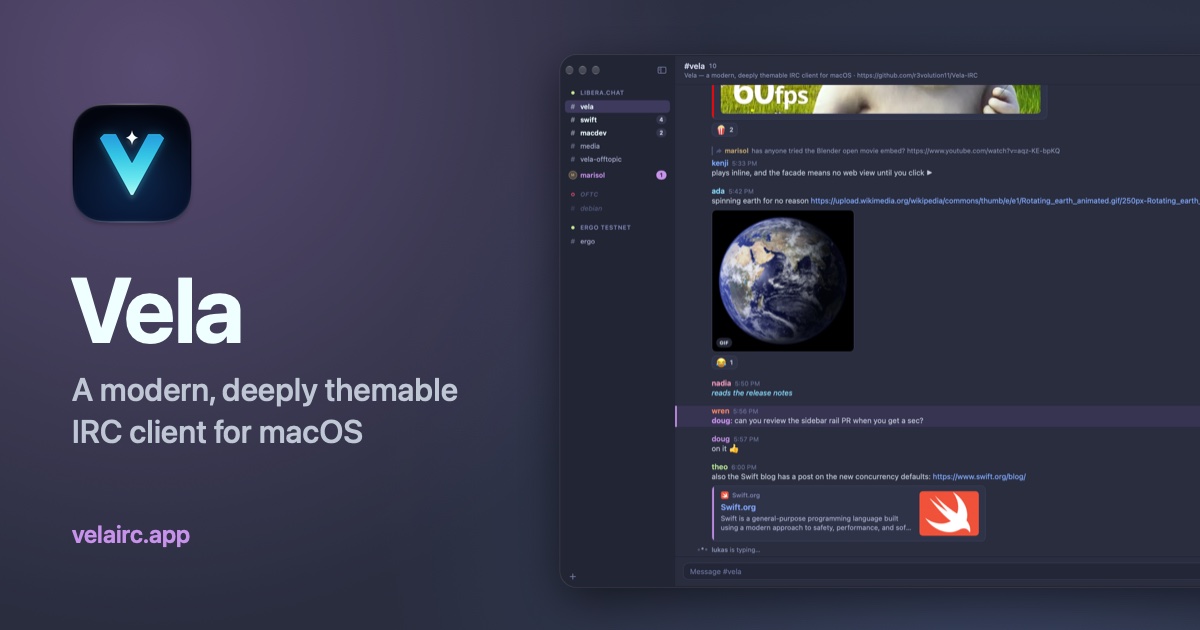 Vela
A modern, deeply themable
IRC client for macOS
velairc.app
LIBERA.CHAT
# vela
# swift 4
# macdev 2
# media
# vela-offtopic
marisol 1
OFTC
# debian
ERGO TESTNET
# ergo
+
#vela 10
Vela — a modern, deeply themable IRC client for macOS · https://github.com/r3volution11/Vela-IRC
60fps
🍿 2
marisol has anyone tried the Blender open movie embed? https://www.youtube.com/watch?v=aqz-KE-bpKQ
kenji 5:33 PM
plays inline, and the facade means no web view until you click ▶
ada 5:42 PM
spinning earth for no reason https://upload.wikimedia.org/wikipedia/commons/thumb/e/e1/Rotating_earth_animated.gif/250px-Rotating_earth_
GIF
😂 1
nadia 5:50 PM
reads the release notes
wren 5:56 PM
doug: can you review the sidebar rail PR when you get a sec?
doug 5:57 PM
on it 👍
theo 6:00 PM
also the Swift blog has a post on the new concurrency defaults: https://www.swift.org/blog/
Swift.org
Swift.org
Swift is a general-purpose programming language built
using a modern approach to safety, performance, and sof...
lukas is typing...
Message #vela